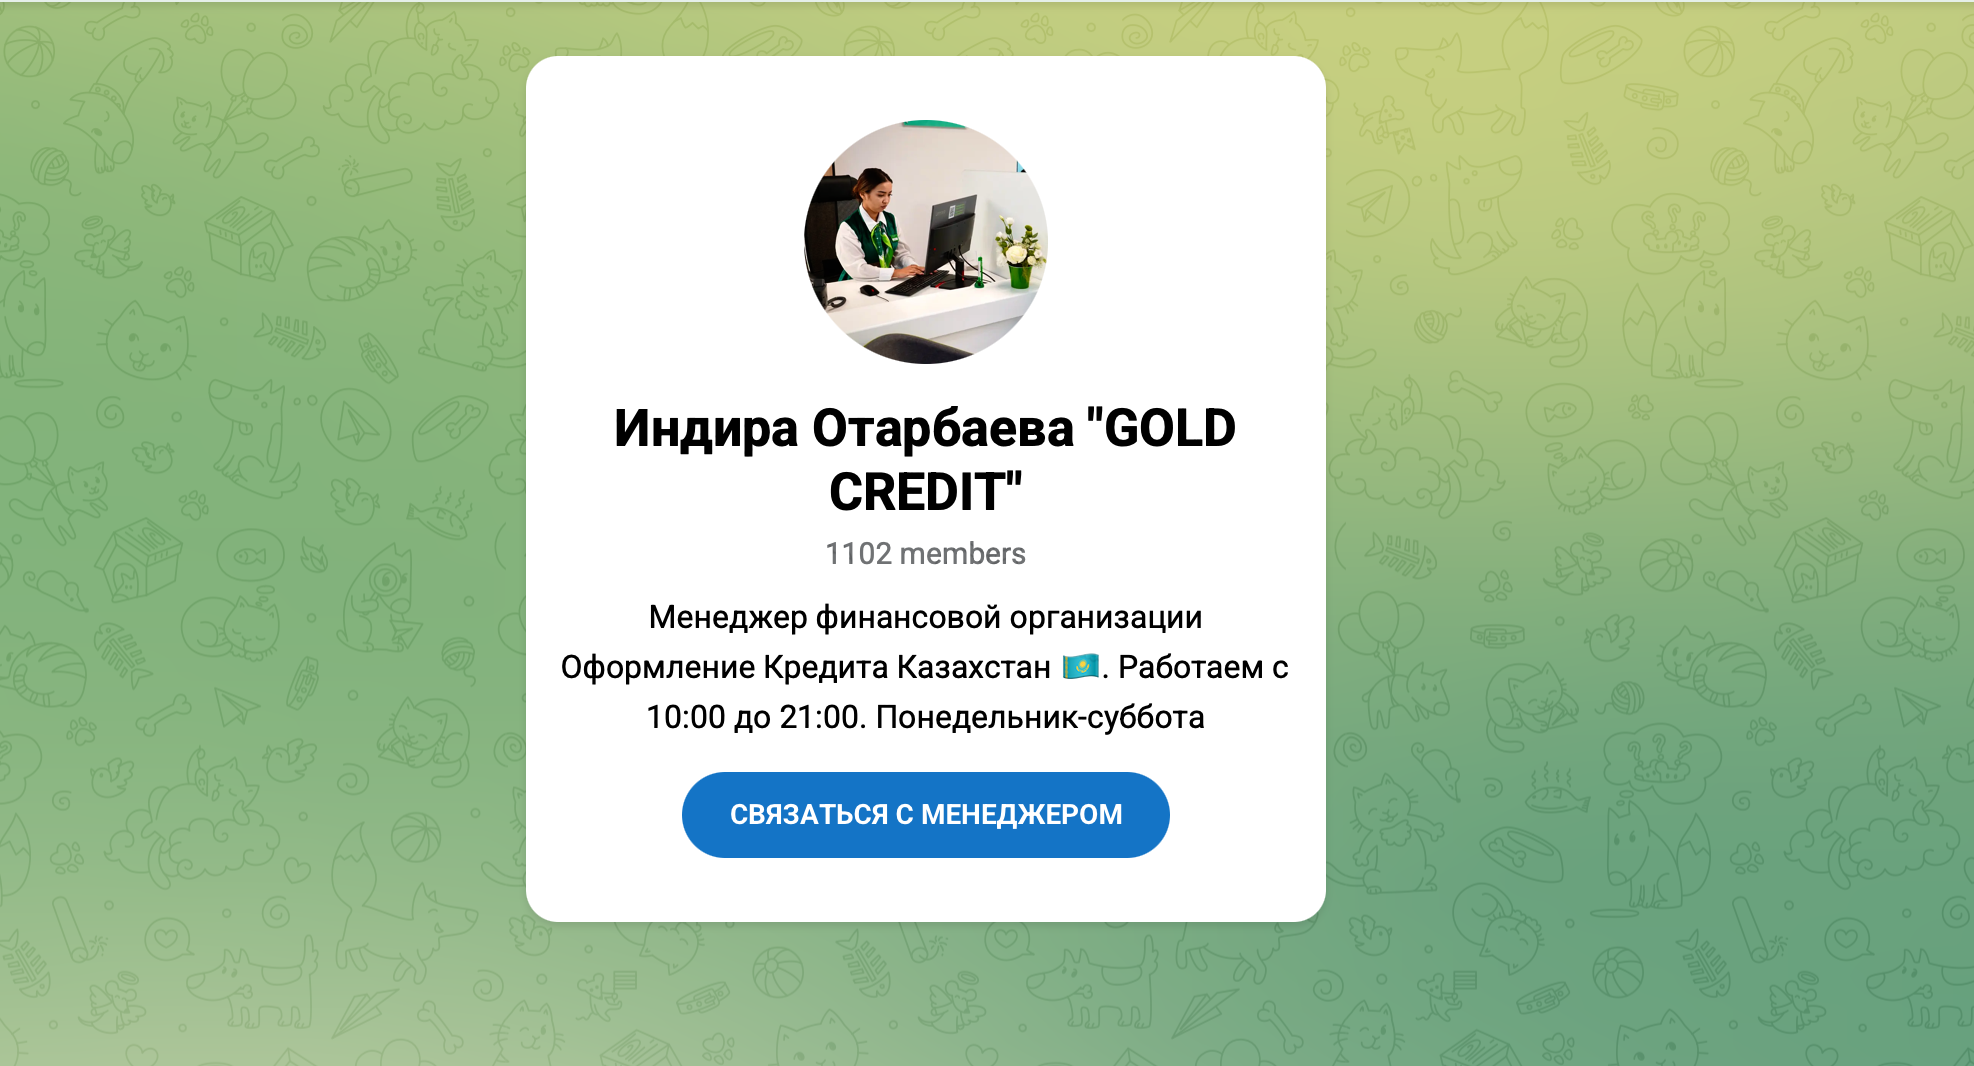 Индира Отарбаева "GOLD
CREDIT"
1102 members
Менеджер финансовой организации
Оформление Кредита Казахстан 🇰🇿. Работаем с
10:00 до 21:00. Понедельник-суббота
СВЯЗАТЬСЯ С МЕНЕДЖЕРОМ